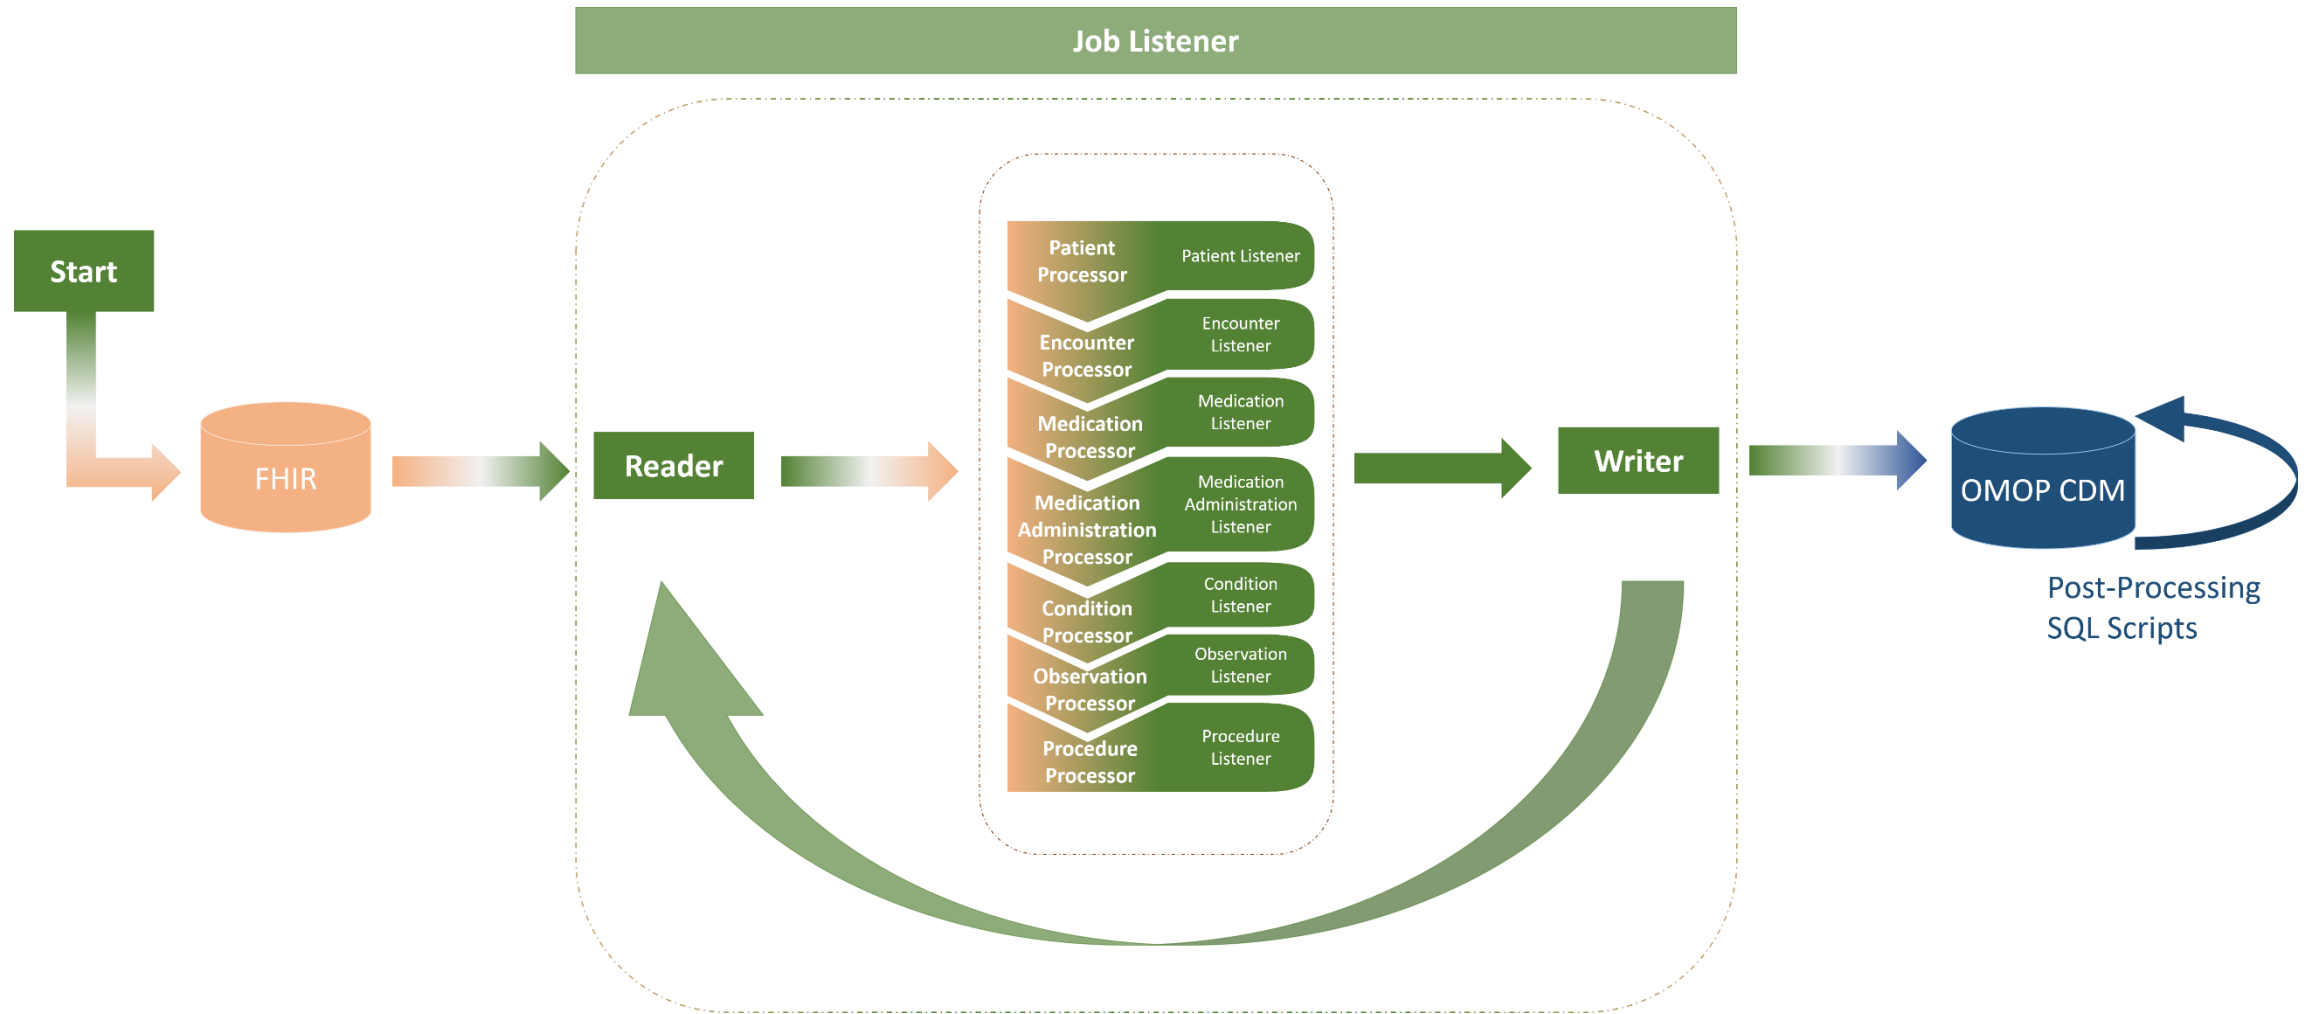 Job Listener
Start
FHIR
Reader
Patient
Processor
Patient Listener
Encounter
Processor
Encounter
Listener
Medication
Processor
Medication
Listener
Medication
Administration
Processor
Medication
Administration
Listener
Condition
Processor
Condition
Listener
Observation
Processor
Observation
Listener
Procedure
Processor
Procedure
Listener
Writer
OMOP CDM
Post-Processing
SQL Scripts